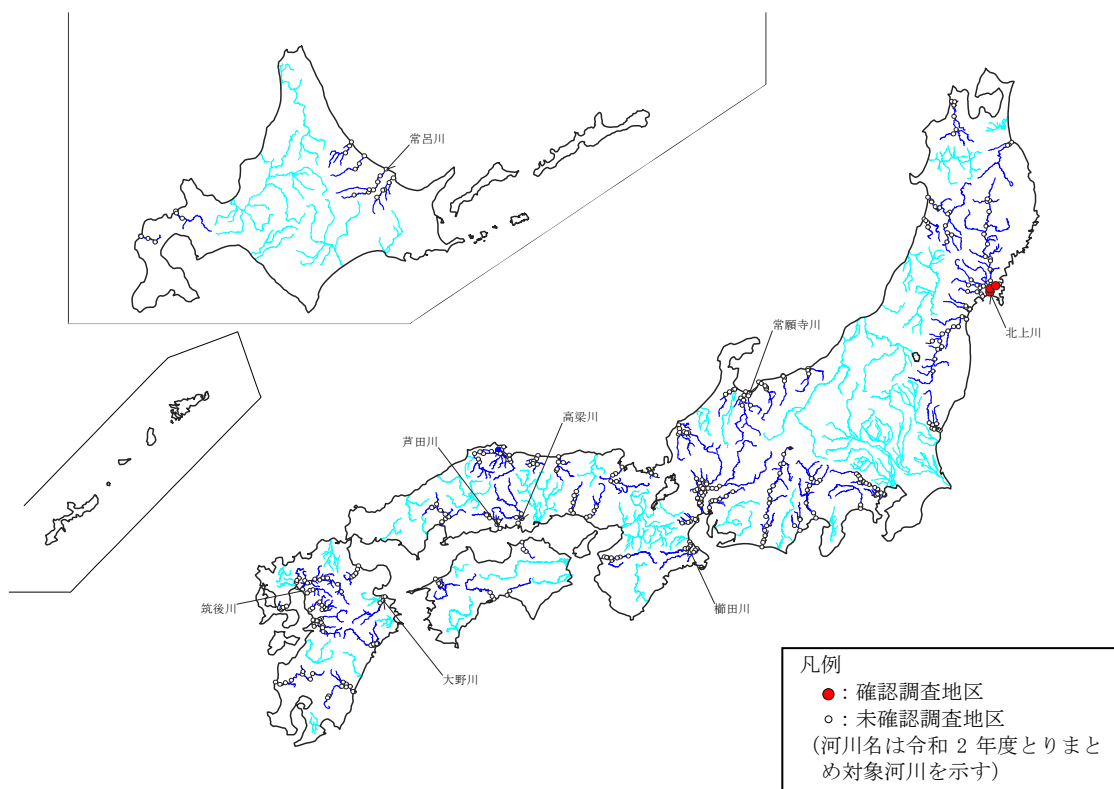 常呂川
北上川
常願寺川
高梁川
芦田川
筑後川
櫛田川
大野川
凡例
●：確認調査地区
○：未確認調査地区
(河川名は令和 2 年度とりまと
め対象河川を示す)